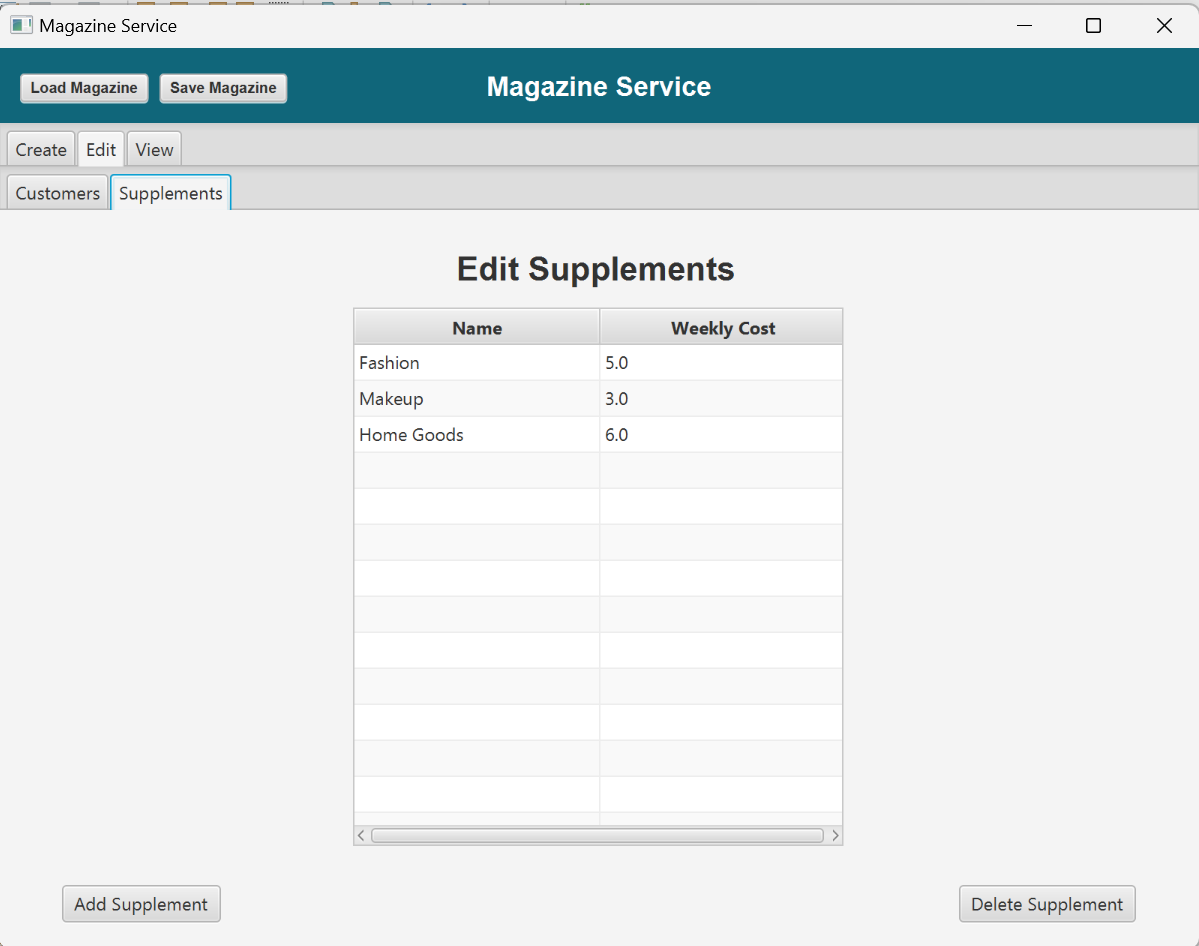 Magazine Service
Load Magazine Save Magazine Magazine Service
Create Edit View
Customers Supplements
Edit Supplements
Name Weekly Cost
Fashion 5.0
Makeup 3.0
Home Goods 6.0
Add Supplement Delete Supplement